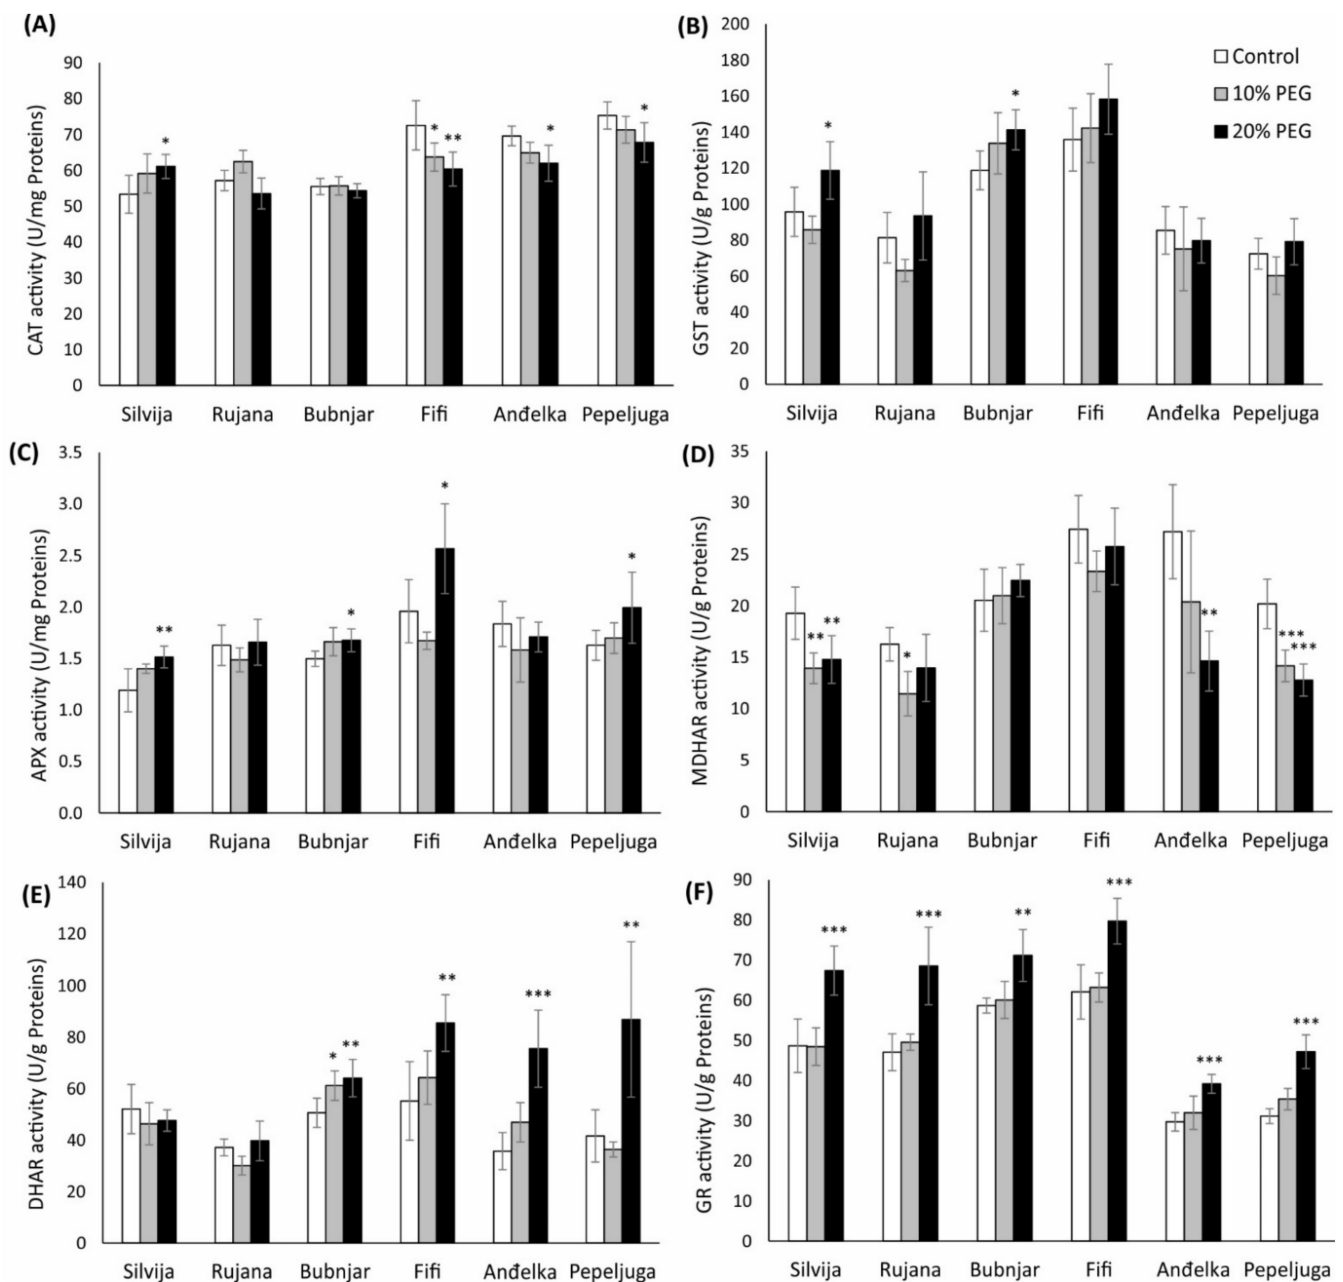 (A)
CAT activity (U/mg Proteins)
90
80
70
60
50
40
30
20
10
0
* * ** * *
Silvija Rujana Bubnjar Fifi Anđelka Pepeljuga
(B)
GST activity (U/g Proteins)
200
180
160
140
120
100
80
60
40
20
0
* *
Control
10% PEG
20% PEG
Silvija Rujana Bubnjar Fifi Anđelka Pepeljuga
(C)
APX activity (U/mg Proteins)
3.5
3.0
2.5
2.0
1.5
1.0
0.5
0.0
** * * *
Silvija Rujana Bubnjar Fifi Anđelka Pepeljuga
(D)
MDHAR activity (U/g Proteins)
35
30
25
20
15
10
5
0
** ** * ** *** ***
Silvija Rujana Bubnjar Fifi Anđelka Pepeljuga
(E)
DHAR activity (U/g Proteins)
140
120
100
80
60
40
20
0
* ** ** *** **
Silvija Rujana Bubnjar Fifi Anđelka Pepeljuga
(F)
GR activity (U/g Proteins)
90
80
70
60
50
40
30
20
10
0
*** *** ** *** *** ***
Silvija Rujana Bubnjar Fifi Anđelka Pepeljuga